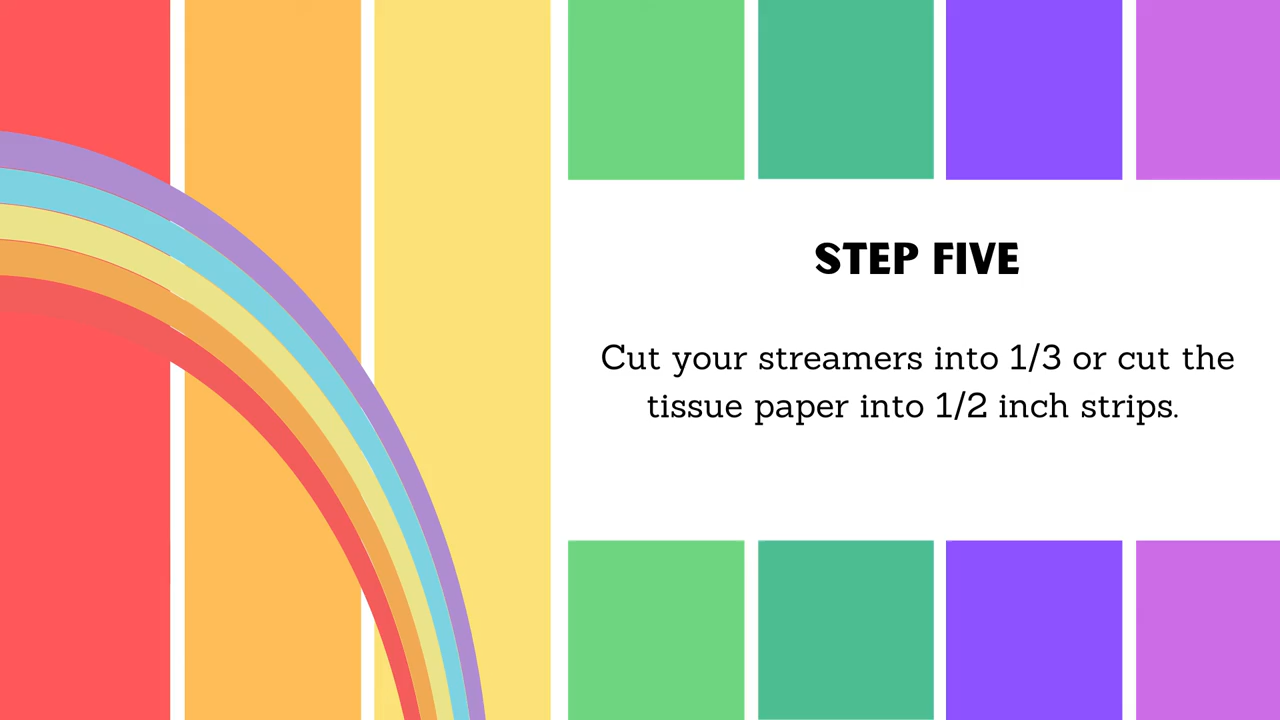 STEP FIVE
Cut your streamers into 1/3 or cut the
tissue paper into 1/2 inch strips.